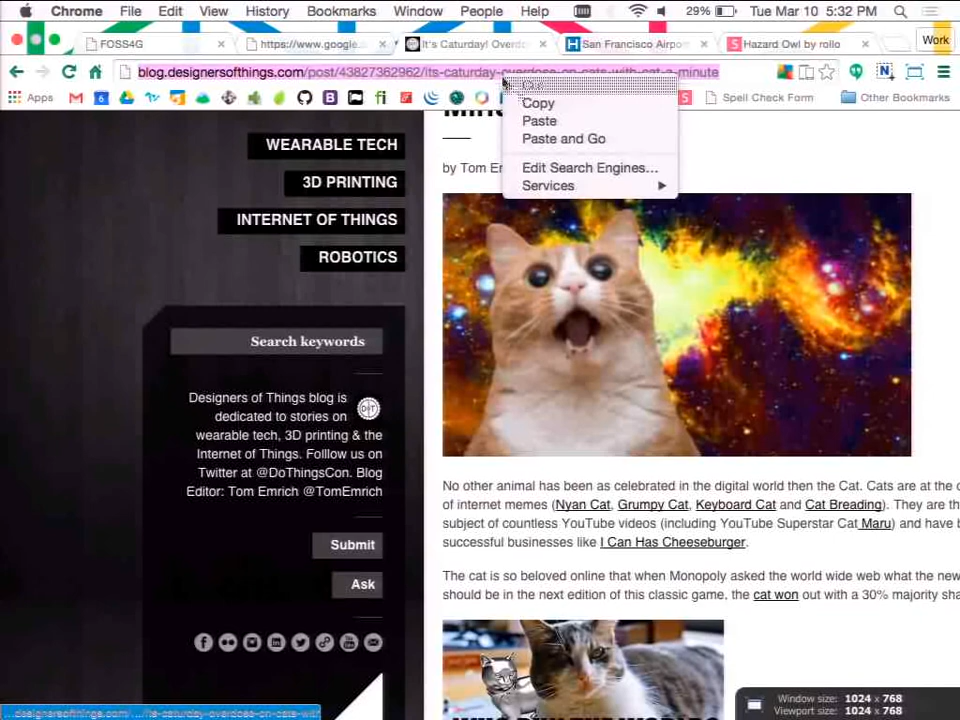 Chrome File Edit View History Bookmarks Window People Help 29% Tue Mar 10 5:32 PM
FOSS4G https://www.google. It's Caturday! Overdo San Francisco Airpor Hazard Owl by rollo Work
blog.designersofthings.com/post/43827362962/its-caturday-overdose-on-cats-with-cat-a-minute
Apps Spell Check Form Other Bookmarks
Copy
Paste
Paste and Go
Edit Search Engines...
Services
WEARABLE TECH
3D PRINTING
INTERNET OF THINGS
ROBOTICS
Search keywords
Designers of Things blog is
dedicated to stories on
wearable tech, 3D printing & the
Internet of Things. Folllow us on
Twitter at @DoThingsCon. Blog
Editor: Tom Emrich @TomEmrich
Submit
Ask
by Tom
No other animal has been as celebrated in the digital world then the Cat. Cats are at the
of internet memes (Nyan Cat, Grumpy Cat, Keyboard Cat and Cat Breading). They are the
subject of countless YouTube videos (including YouTube Superstar Cat Maru) and have
successful businesses like I Can Has Cheeseburger.
The cat is so beloved online that when Monopoly asked the world wide web what the new
should be in the next edition of this classic game, the cat won out with a 30% majority
Window size: 1024 x 768
Viewport size: 1024 x 768